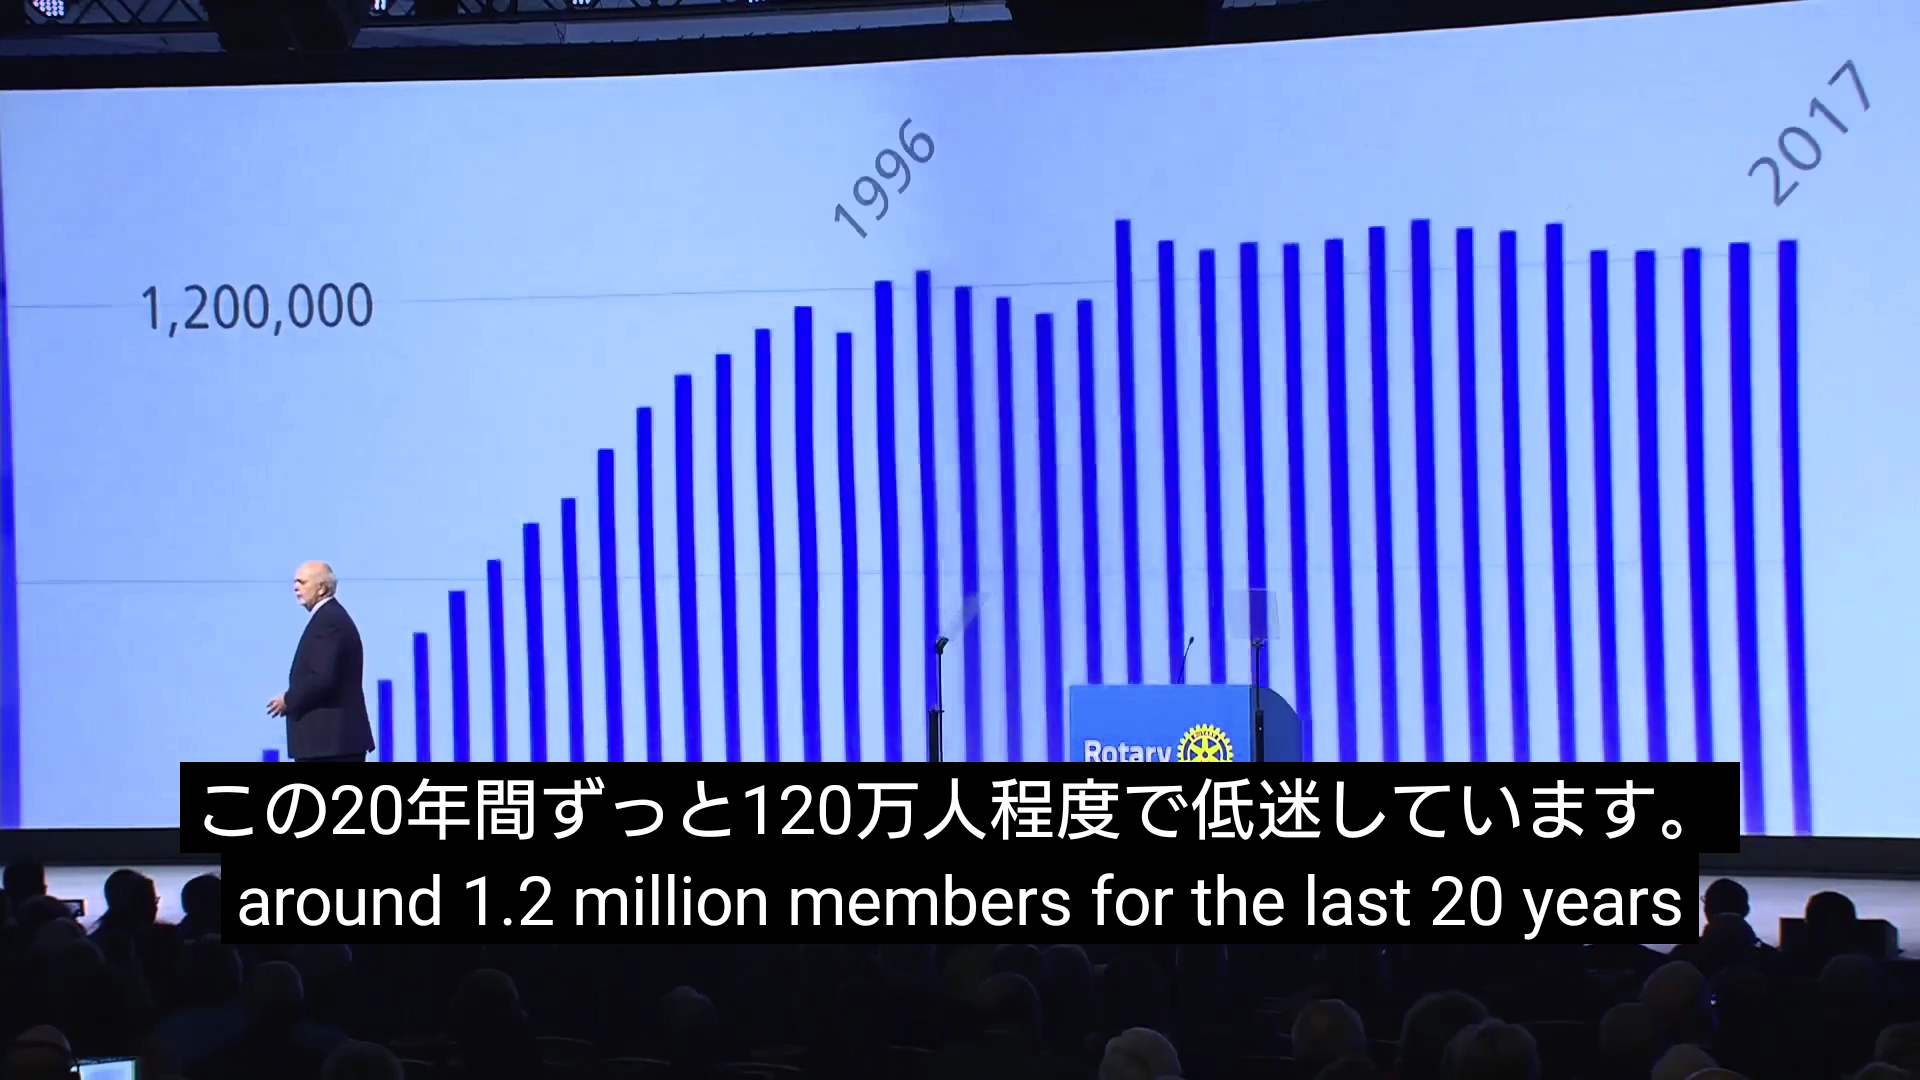 1996
2017
1,200,000
Rotary
この20年間ずっと120万人程度で低迷しています。
around 1.2 million members for the last 20 years